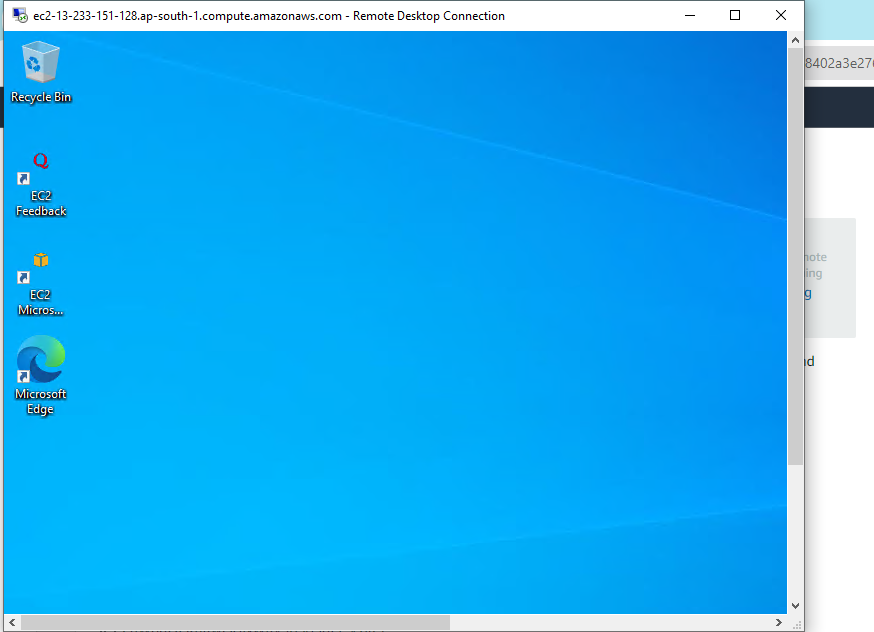 ec2-13-233-151-128.ap-south-1.compute.amazonaws.com - Remote Desktop Connection
8402a3e276
Recycle Bin
Q
EC2
Feedback
EC2
Micros...
Microsoft
Edge
note
ing
g
nd